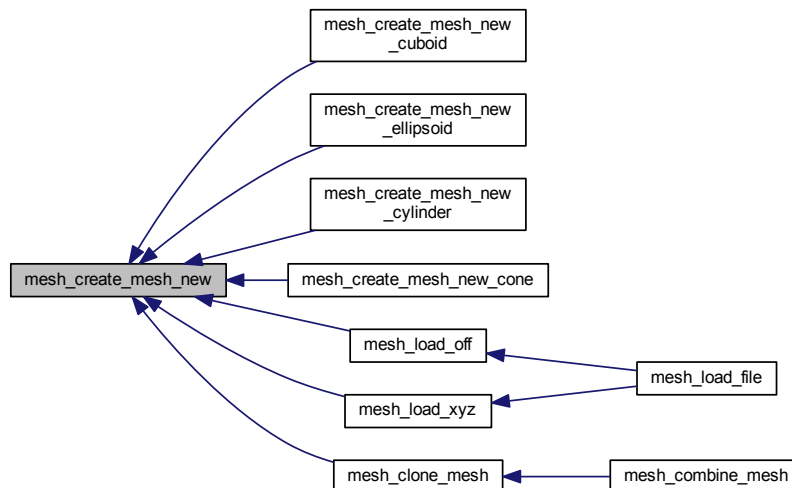 mesh_create_mesh_new
_cuboid
mesh_create_mesh_new
_ellipsoid
mesh_create_mesh_new
_cylinder
mesh_create_mesh_new
mesh_create_mesh_new_cone
mesh_load_off
mesh_load_file
mesh_load_xyz
mesh_clone_mesh
mesh_combine_mesh